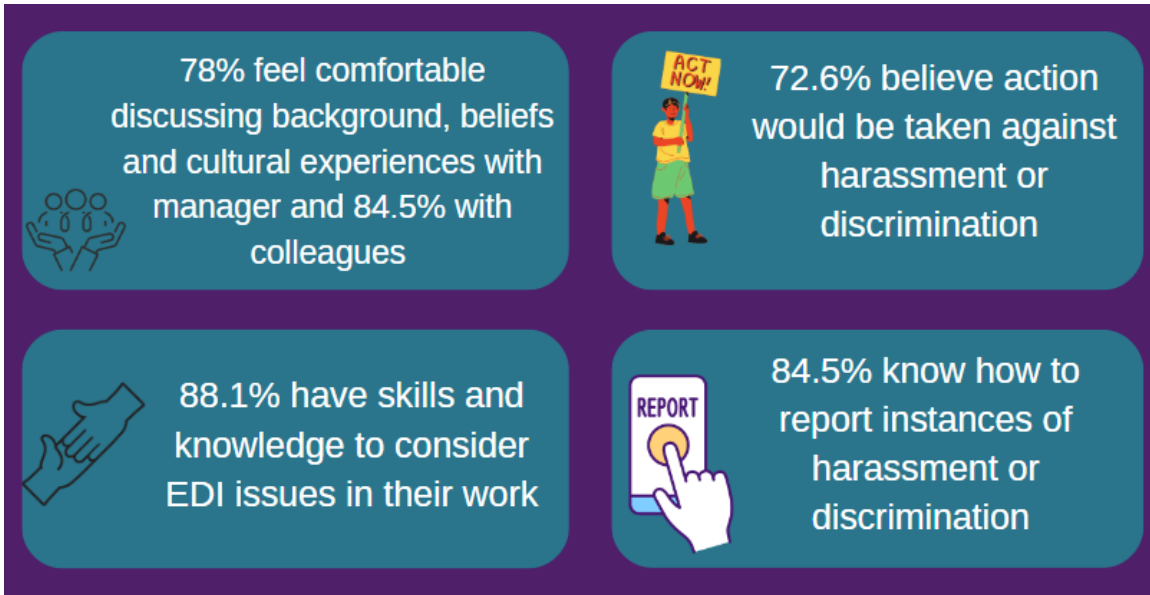 78% feel comfortable
discussing background, beliefs
and cultural experiences with
manager and 84.5% with
colleagues
ACT
NOW!
72.6% believe action
would be taken against
harassment or
discrimination
88.1% have skills and
knowledge to consider
EDI issues in their work
REPORT
84.5% know how to
report instances of
harassment or
discrimination